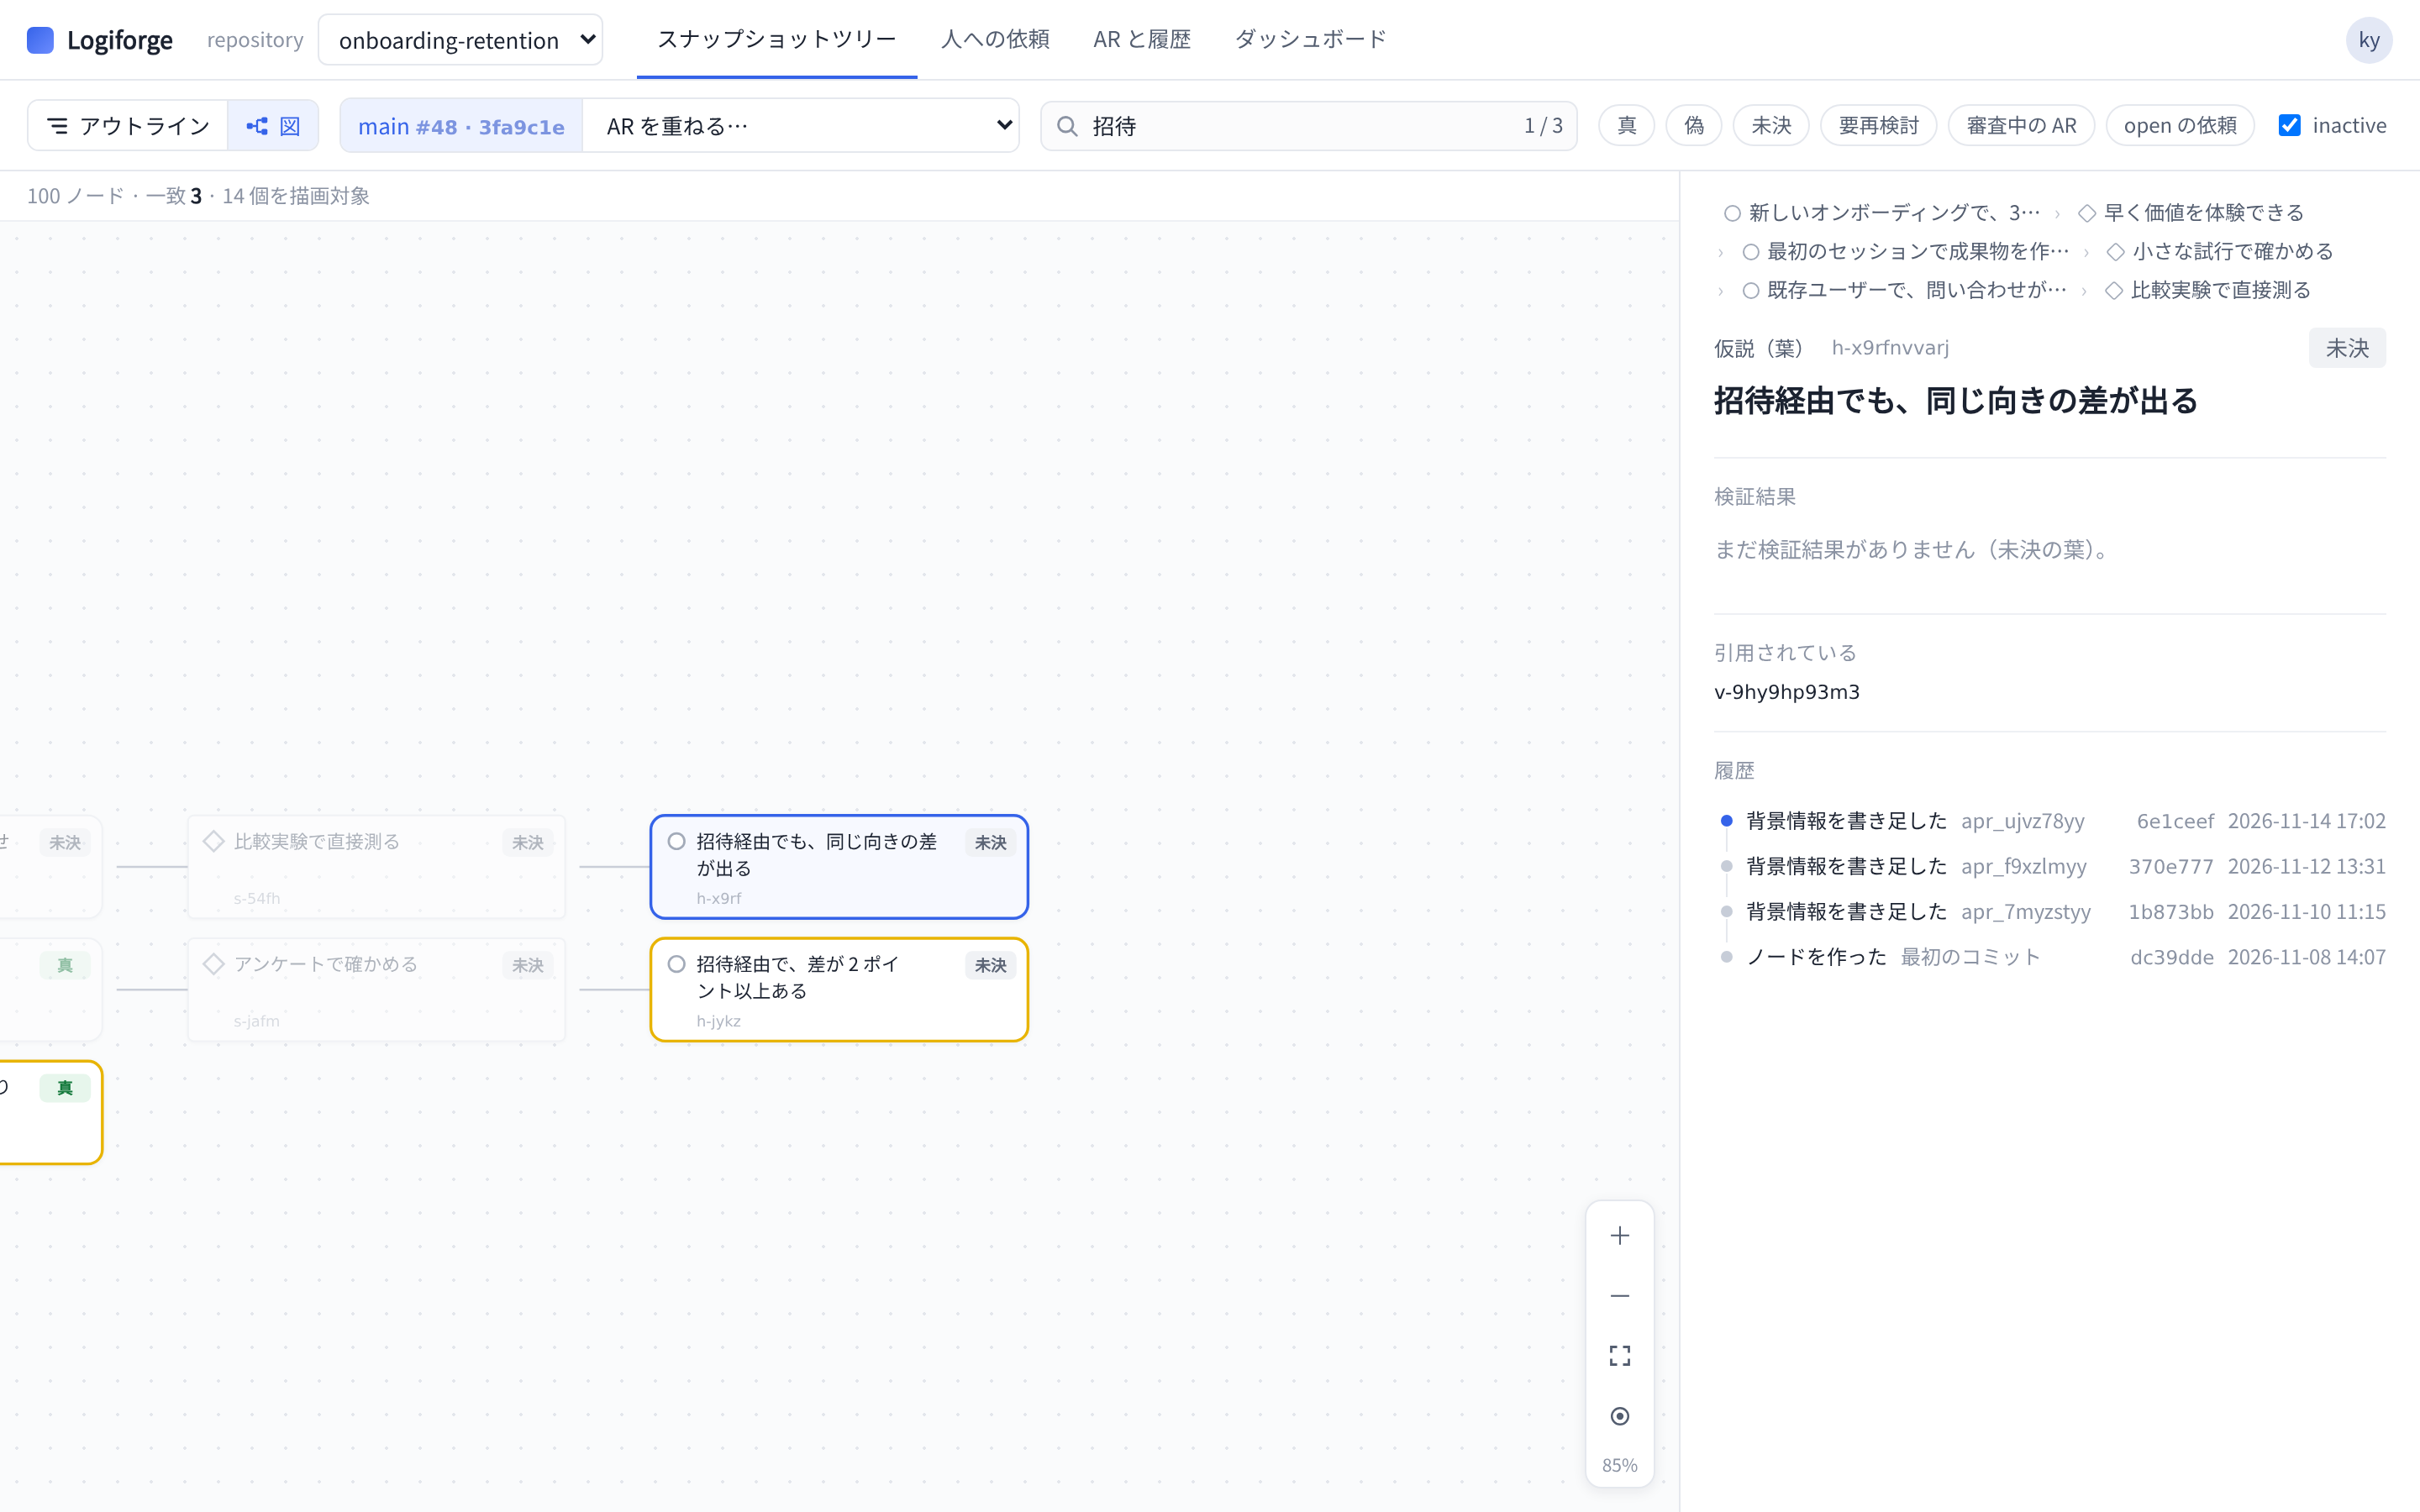 Logiforge repository onboarding-retention スナップショットツリー 人への依頼 AR と履歴 ダッシュボード ky
アウトライン 図 main #48 · 3fa9c1e AR を重ねる… 招待 1 / 3 真 偽 未決 要再検討 審査中の AR open の依頼 inactive
100 ノード · 一致 3 · 14 個を描画対象
新しいオンボーディングで、3… › 早く価値を体験できる
› 最初のセッションで成果物を作… › 小さな試行で確かめる
› 既存ユーザーで、問い合わせが… › 比較実験で直接測る
仮説（葉） h-x9rfnvvarj 未決
招待経由でも、同じ向きの差が出る
検証結果
まだ検証結果がありません（未決の葉）。
引用されている
v-9hy9hp93m3
履歴
背景情報を書き足した apr_ujvz78yy 6e1ceef 2026-11-14 17:02
背景情報を書き足した apr_f9xzlmyy 370e777 2026-11-12 13:31
背景情報を書き足した apr_7myzstyy 1b873bb 2026-11-10 11:15
ノードを作った 最初のコミット dc39dde 2026-11-08 14:07
せ 未決
比較実験で直接測る 未決
s-54fh
招待経由でも、同じ向きの差 未決
が出る
h-x9rf
真
アンケートで確かめる 未決
s-jafm
招待経由で、差が 2 ポイ 未決
ント以上ある
h-jykz
真
85%